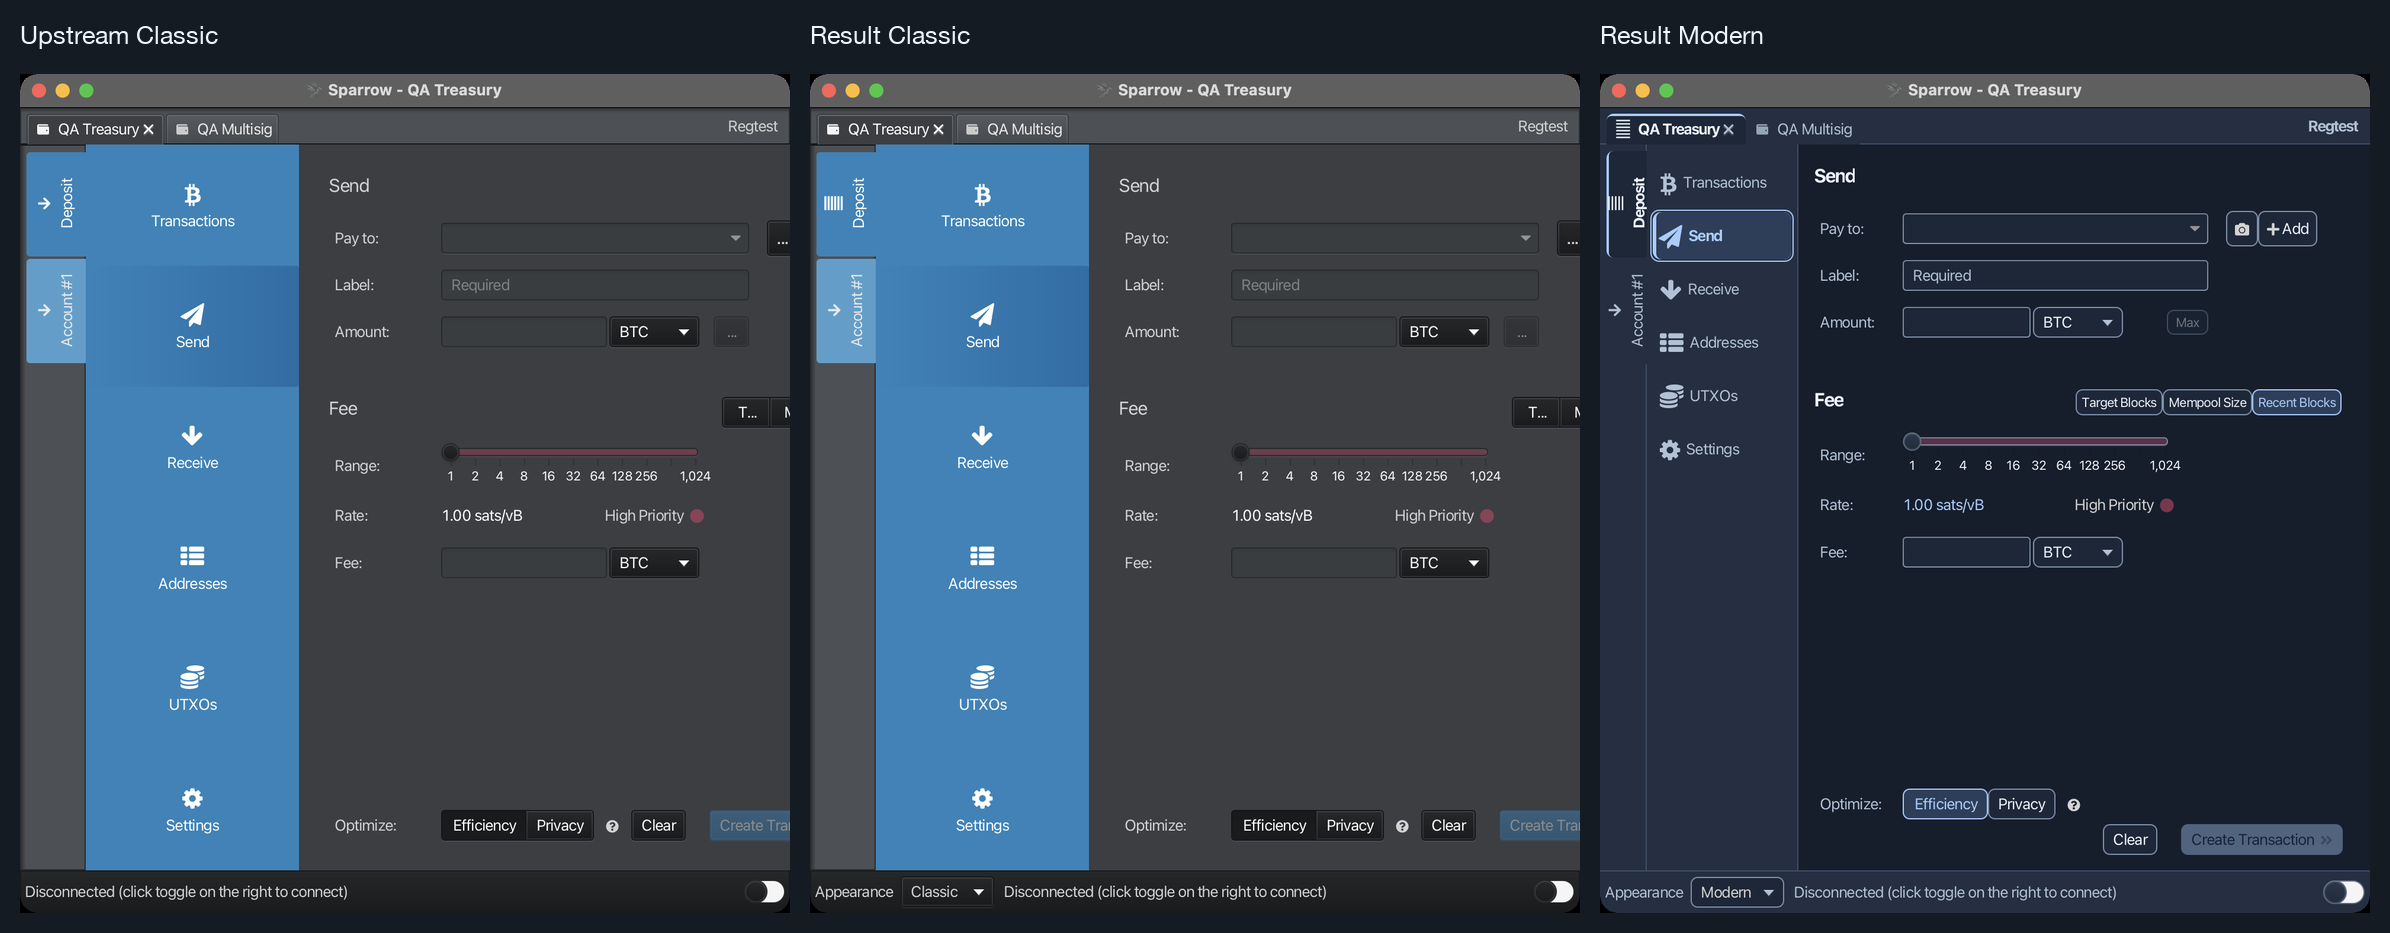 Upstream Classic
Sparrow - QA Treasury
QA Treasury
QA Multisig
Regtest
Deposit
Account #1
Transactions
Send
Receive
Addresses
UTXOs
Settings
Send
Pay to:
...
Label:
Required
Amount:
BTC
...
Fee
T...
M
Range:
1 2 4 8 16 32 64 128 256 1,024
Rate:
1.00 sats/vB
High Priority
Fee:
BTC
Optimize:
Efficiency
Privacy
?
Clear
Create Tra
Disconnected (click toggle on the right to connect)
Result Classic
Sparrow - QA Treasury
QA Treasury
QA Multisig
Regtest
Deposit
Account #1
Transactions
Send
Receive
Addresses
UTXOs
Settings
Send
Pay to:
...
Label:
Required
Amount:
BTC
...
Fee
T...
M
Range:
1 2 4 8 16 32 64 128 256 1,024
Rate:
1.00 sats/vB
High Priority
Fee:
BTC
Optimize:
Efficiency
Privacy
?
Clear
Create Tra
Appearance
Classic
Disconnected (click toggle on the right to connect)
Result Modern
Sparrow - QA Treasury
QA Treasury
QA Multisig
Regtest
Deposit
Account #1
Transactions
Send
Receive
Addresses
UTXOs
Settings
Send
Pay to:
+Add
Label:
Required
Amount:
BTC
Max
Fee
Target Blocks
Mempool Size
Recent Blocks
Range:
1 2 4 8 16 32 64 128 256 1,024
Rate:
1.00 sats/vB
High Priority
Fee:
BTC
Optimize:
Efficiency
Privacy
?
Clear
Create Transaction »
Appearance
Modern
Disconnected (click toggle on the right to connect)